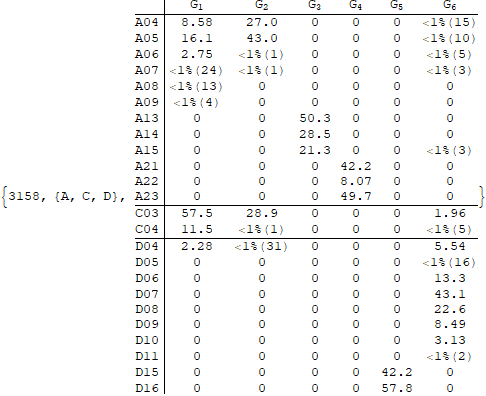 G1 G2 G3 G4 G5 G6
A04 8.58 27.0 0 0 0 <1%(15)
A05 16.1 43.0 0 0 0 <1%(10)
A06 2.75 <1%(1) 0 0 0 <1%(5)
A07 <1%(24) <1%(1) 0 0 0 <1%(3)
A08 <1%(13) 0 0 0 0 0
A09 <1%(4) 0 0 0 0 0
A13 0 0 50.3 0 0 0
A14 0 0 28.5 0 0 0
A15 0 0 21.3 0 0 <1%(3)
A21 0 0 0 42.2 0 0
A22 0 0 0 8.07 0 0
{3158, {A, C, D}, A23 0 0 0 49.7 0 0 }
C03 57.5 28.9 0 0 0 1.96
C04 11.5 <1%(1) 0 0 0 <1%(5)
D04 2.28 <1%(31) 0 0 0 5.54
D05 0 0 0 0 0 <1%(16)
D06 0 0 0 0 0 13.3
D07 0 0 0 0 0 43.1
D08 0 0 0 0 0 22.6
D09 0 0 0 0 0 8.49
D10 0 0 0 0 0 3.13
D11 0 0 0 0 0 <1%(2)
D15 0 0 0 0 42.2 0
D16 0 0 0 0 57.8 0